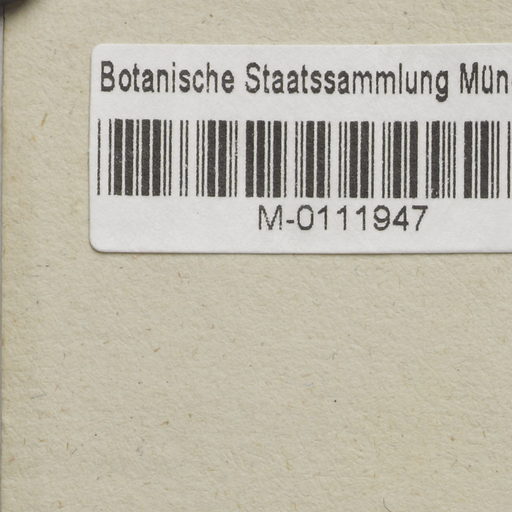 Botanische Staatssammlung Mün
M-0111947